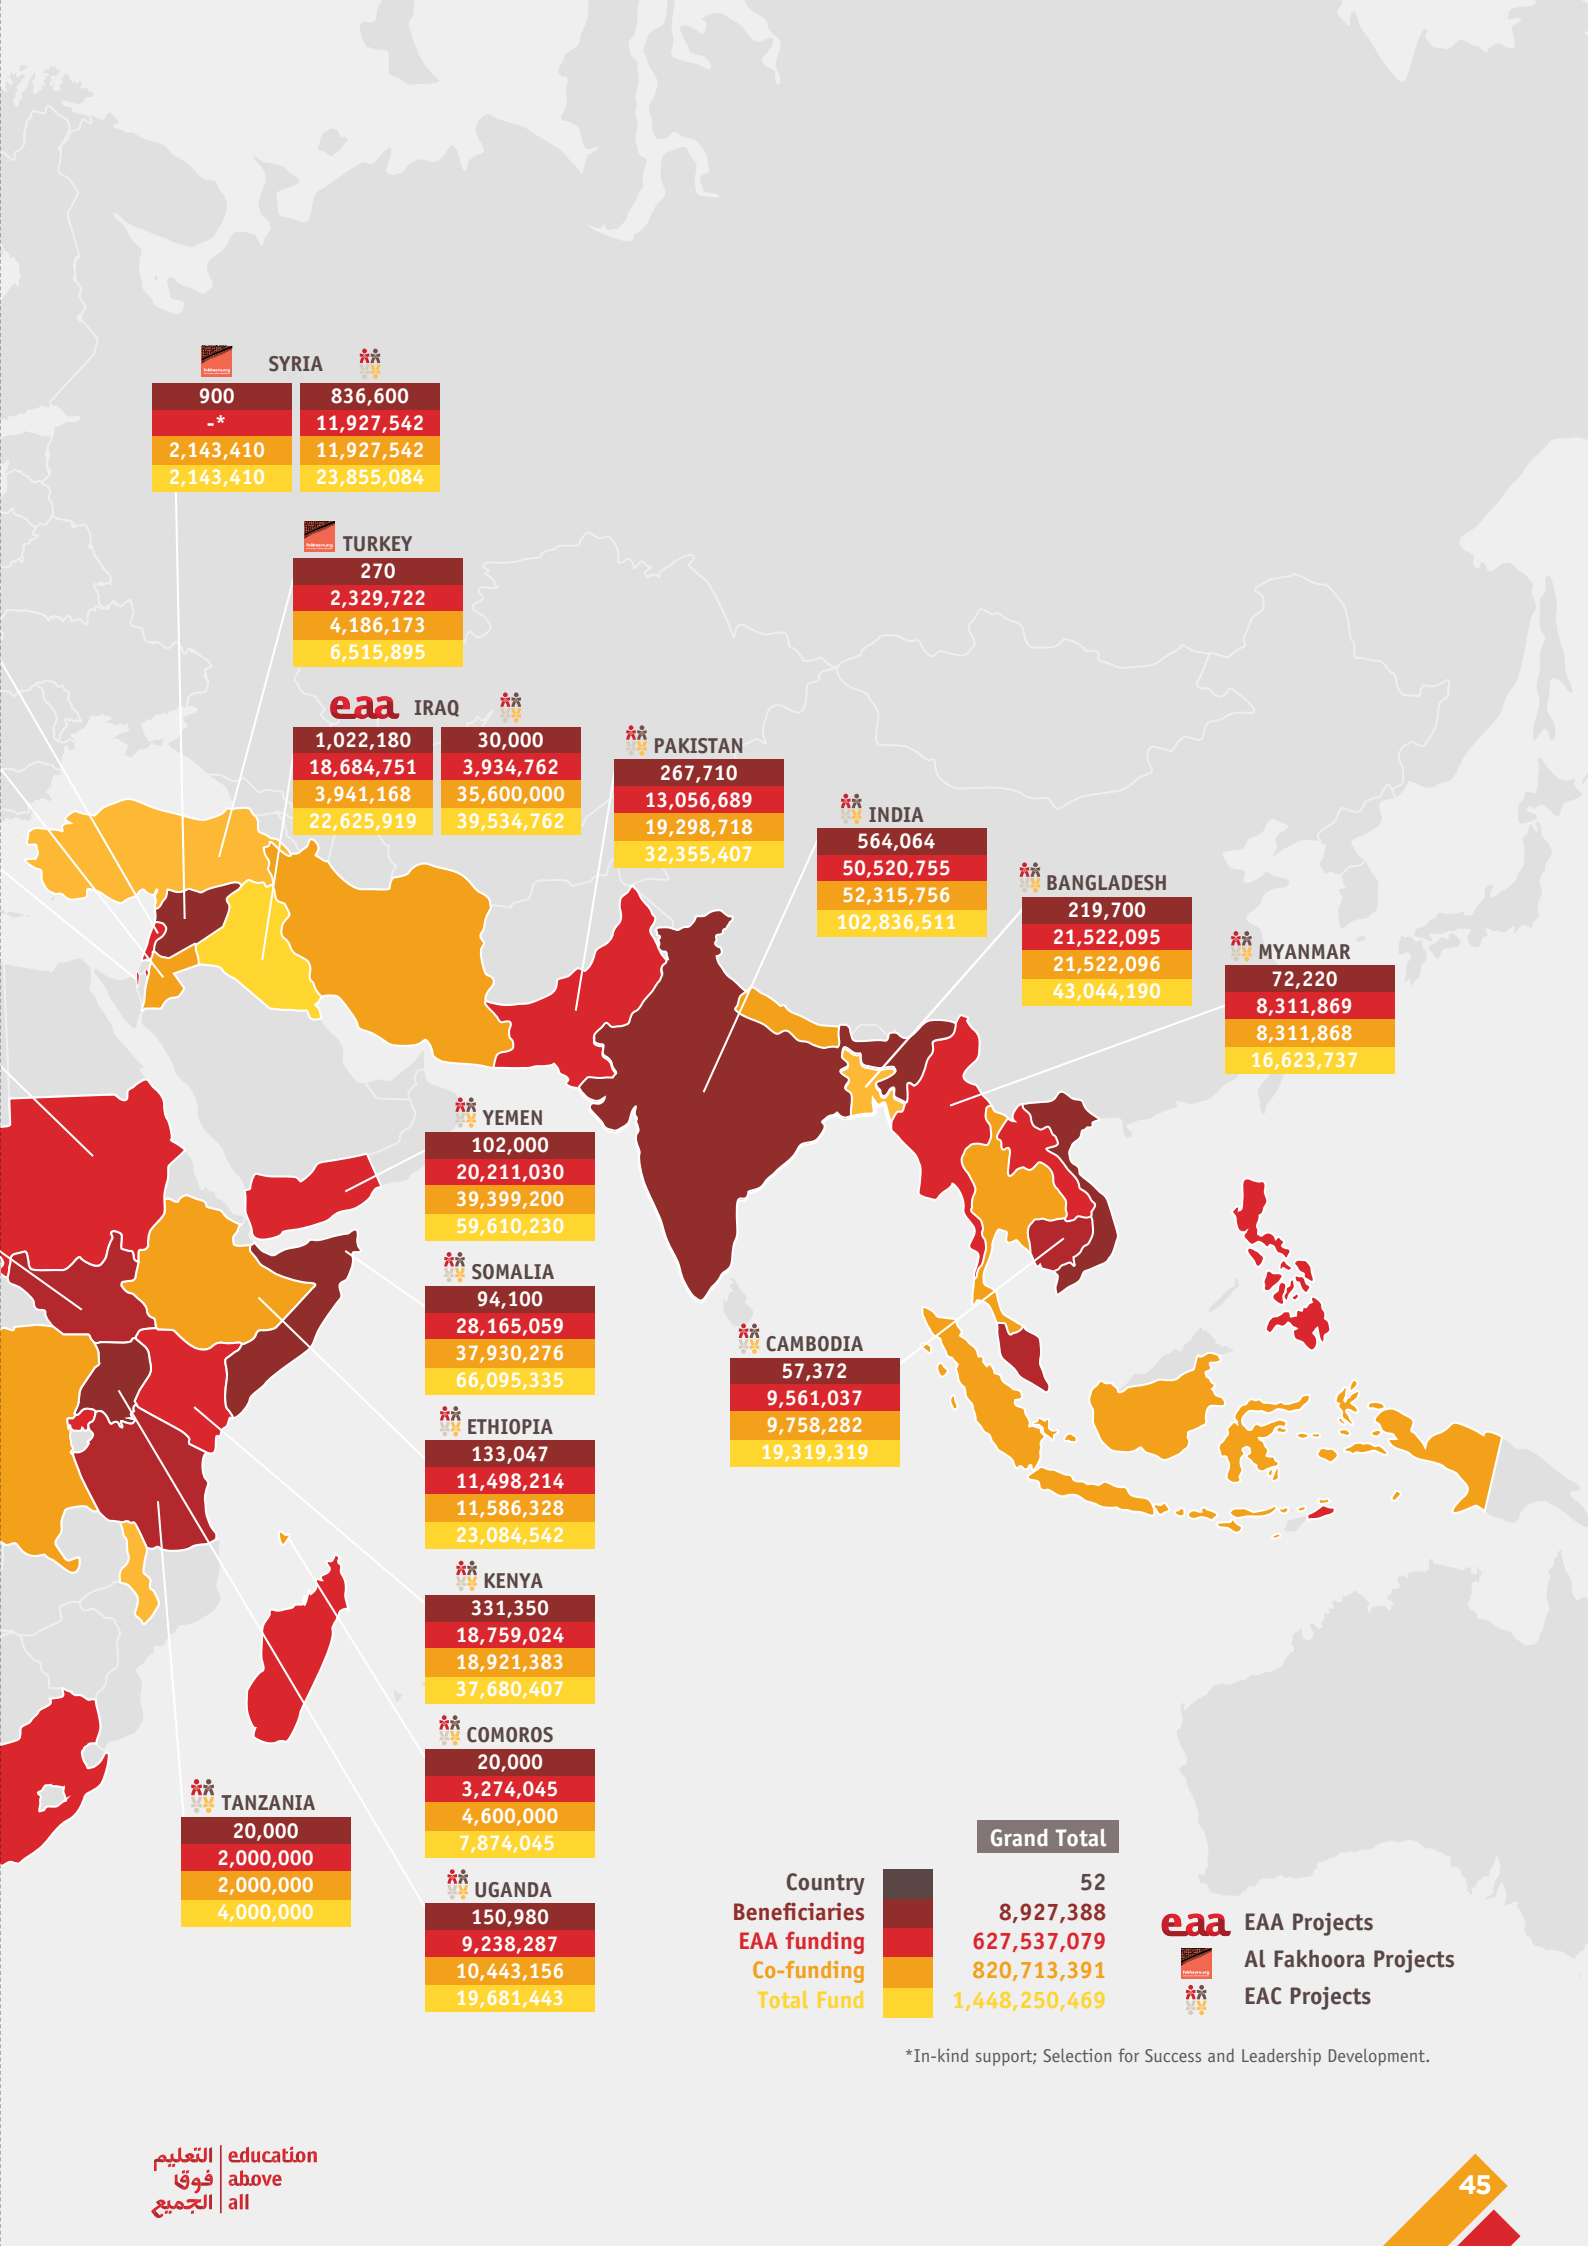 SYRIA
900
-*
2,143,410
2,143,410
836,600
11,927,542
11,927,542
23,855,084
TURKEY
270
2,329,722
4,186,173
6,515,895
eaa IRAQ
1,022,180
18,684,751
3,941,168
22,625,919
30,000
3,934,762
35,600,000
39,534,762
PAKISTAN
267,710
13,056,689
19,298,718
32,355,407
INDIA
564,064
50,520,755
52,315,756
102,836,511
BANGLADESH
219,700
21,522,095
21,522,096
43,044,190
MYANMAR
72,220
8,311,869
8,311,868
16,623,737
YEMEN
102,000
20,211,030
39,399,200
59,610,230
SOMALIA
94,100
28,165,059
37,930,276
66,095,335
CAMBODIA
57,372
9,561,037
9,758,282
19,319,319
ETHIOPIA
133,047
11,498,214
11,586,328
23,084,542
KENYA
331,350
18,759,024
18,921,383
37,680,407
COMOROS
20,000
3,274,045
4,600,000
7,874,045
TANZANIA
20,000
2,000,000
2,000,000
4,000,000
UGANDA
150,980
9,238,287
10,443,156
19,681,443
Grand Total
Country 52
Beneficiaries 8,927,388
EAA funding 627,537,079
Co-funding 820,713,391
Total Fund 1,448,250,469
eaa EAA Projects
Al Fakhoora Projects
EAC Projects
*In-kind support; Selection for Success and Leadership Development.
التعليم
فوق
الجميع
education
above
all
45